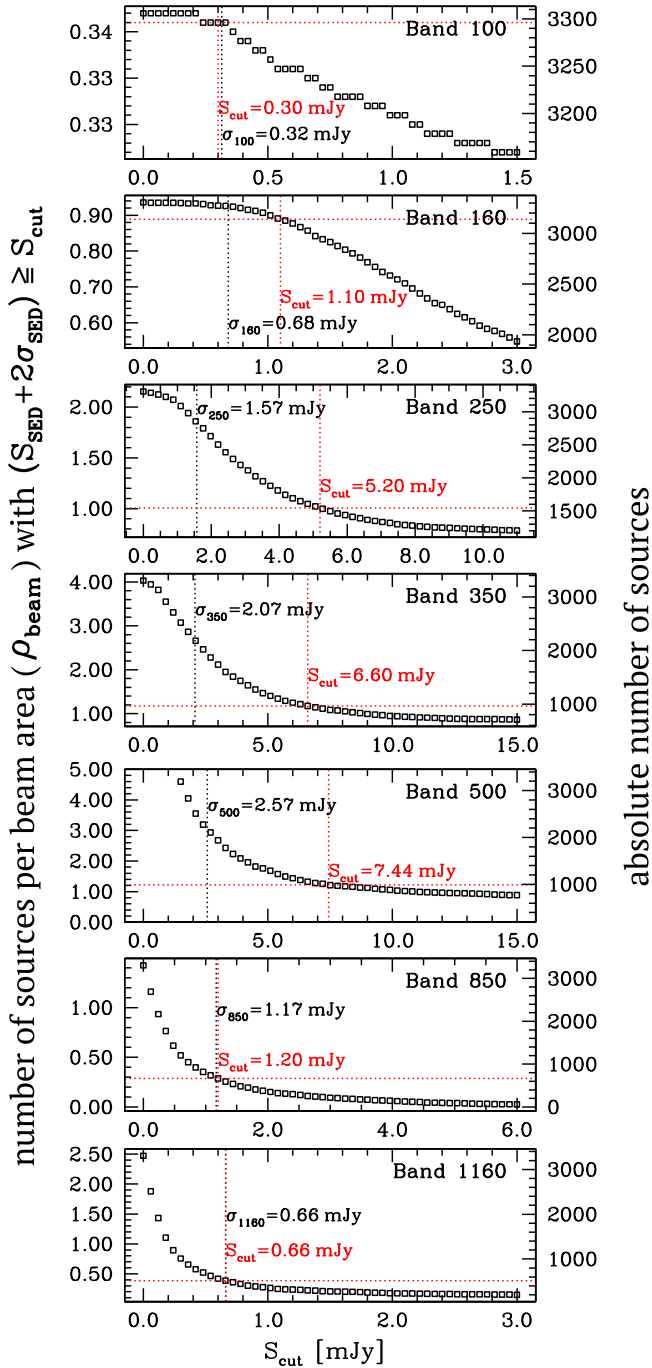 number of sources per beam area ( ρbeam ) with (SSED+2σSED) ≧ Scut
absolute number of sources
Band 100
0.34
0.33
0.33
3300
3250
3200
Scut=0.30 mJy
σ100=0.32 mJy
0.0 0.5 1.0 1.5
Band 160
0.90
0.80
0.70
0.60
3000
2500
2000
Scut=1.10 mJy
σ160=0.68 mJy
0.0 1.0 2.0 3.0
Band 250
2.00
1.50
1.00
3000
2500
2000
1500
σ250=1.57 mJy
Scut=5.20 mJy
0.0 2.0 4.0 6.0 8.0 10.0
Band 350
4.00
3.00
2.00
1.00
3000
2000
1000
σ350=2.07 mJy
Scut=6.60 mJy
0.0 5.0 10.0 15.0
Band 500
5.00
4.00
3.00
2.00
1.00
0.00
3000
2000
1000
σ500=2.57 mJy
Scut=7.44 mJy
0.0 5.0 10.0 15.0
Band 850
1.00
0.50
0.00
3000
2000
1000
0
σ850=1.17 mJy
Scut=1.20 mJy
0.0 2.0 4.0 6.0
Band 1160
2.50
2.00
1.50
1.00
0.50
3000
2000
1000
σ1160=0.66 mJy
Scut=0.66 mJy
0.0 1.0 2.0 3.0
Scut [mJy]